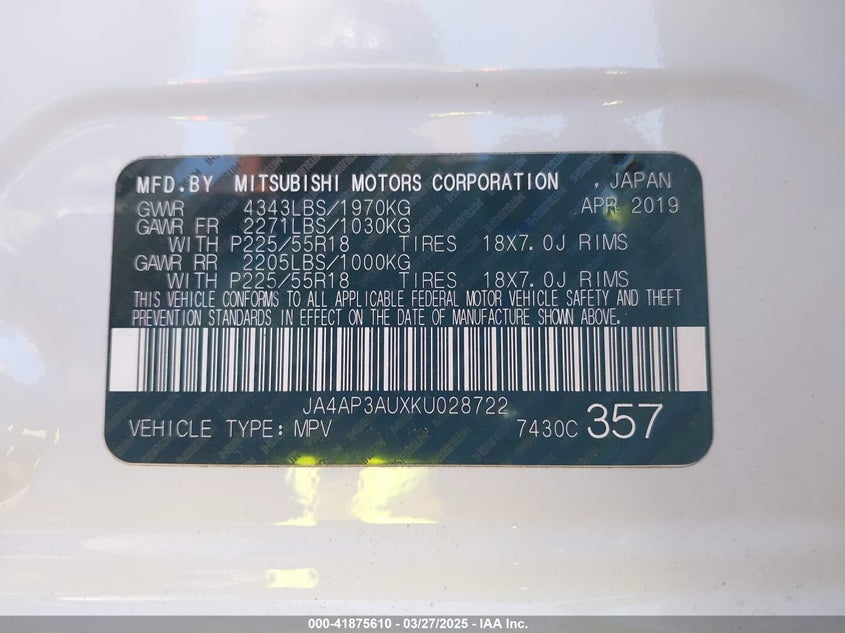 MFD.BY MITSUBISHI MOTORS CORPORATION , JAPAN
GWR 4343LBS/1970KG APR 2019
GAWR FR 2271LBS/1030KG
WITH P225/55R18 TIRES 18X7.0J RIMS
GAWR RR 2205LBS/1000KG
WITH P225/55R18 TIRES 18X7.0J RIMS
THIS VEHICLE CONFORMS TO ALL APPLICABLE FEDERAL MOTOR VEHICLE SAFETY AND THEFT
PREVENTION STANDARDS IN EFFECT ON THE DATE OF MANUFACTURE SHOWN ABOVE.
JA4AP3AUXKU028722
VEHICLE TYPE: MPV 7430C 357
000-41875610 - 03/27/2025 - IAA Inc.